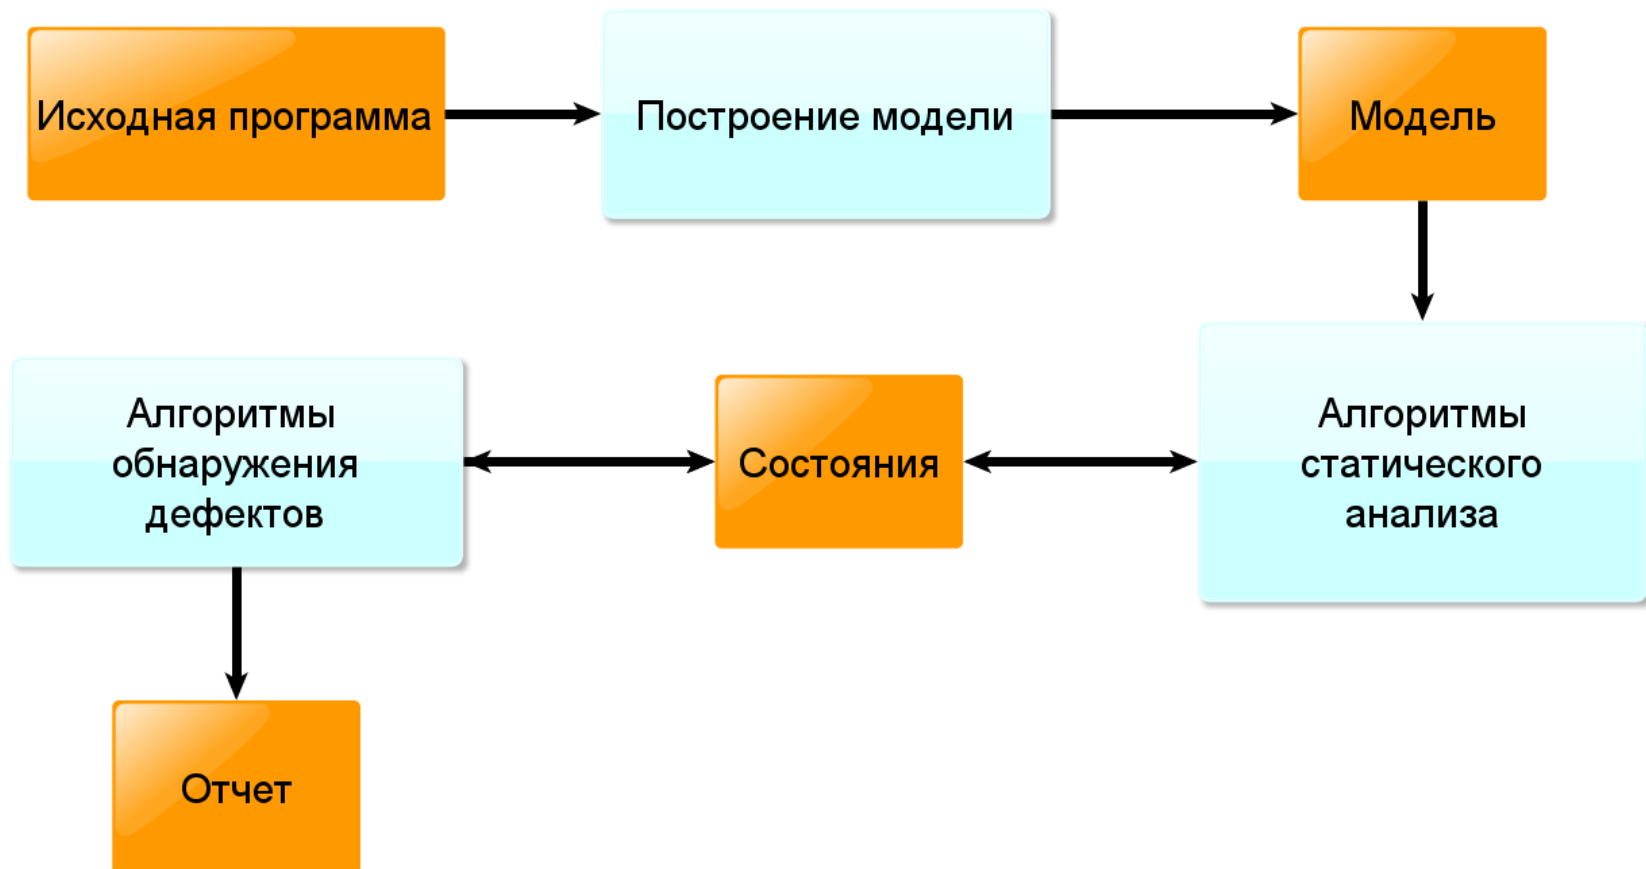 Исходная программа
Построение модели
Модель
Алгоритмы
обнаружения
дефектов
Состояния
Алгоритмы
статического
анализа
Отчет